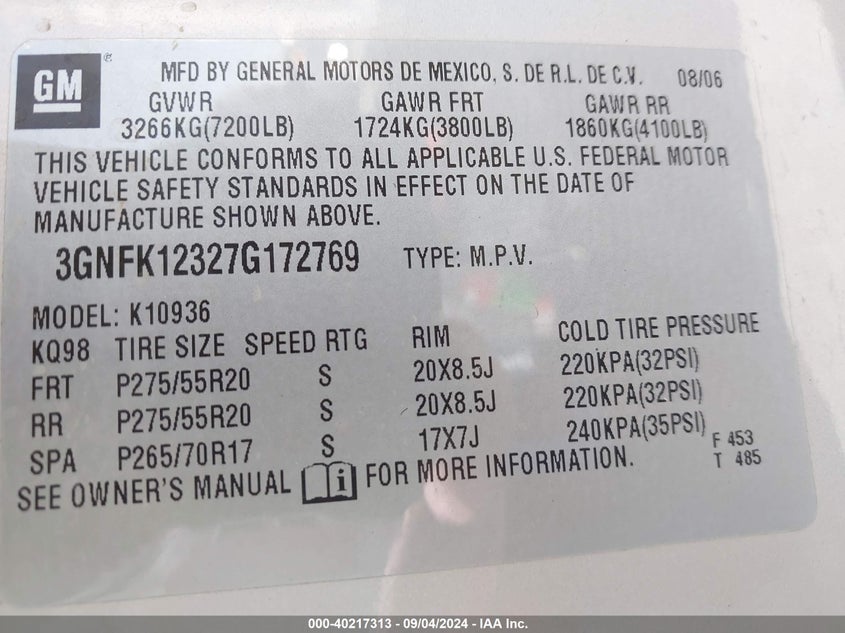 GM® MFD BY GENERAL MOTORS DE MEXICO, S. DE R.L. DE C.V. 08/06
GVWR GAWR FRT GAWR RR
3266KG(7200LB) 1724KG(3800LB) 1860KG(4100LB)
THIS VEHICLE CONFORMS TO ALL APPLICABLE U.S. FEDERAL MOTOR
VEHICLE SAFETY STANDARDS IN EFFECT ON THE DATE OF
MANUFACTURE SHOWN ABOVE.
3GNFK12327G172769 TYPE: M.P.V.
MODEL: K10936
KQ98 TIRE SIZE SPEED RTG RIM COLD TIRE PRESSURE
FRT P275/55R20 S 20X8.5J 220KPA(32PSI)
RR P275/55R20 S 20X8.5J 220KPA(32PSI)
SPA P265/70R17 S 17X7J 240KPA(35PSI) F 453
SEE OWNER'S MANUAL i FOR MORE INFORMATION. T 485
000-40217313 - 09/04/2024 - IAA Inc.